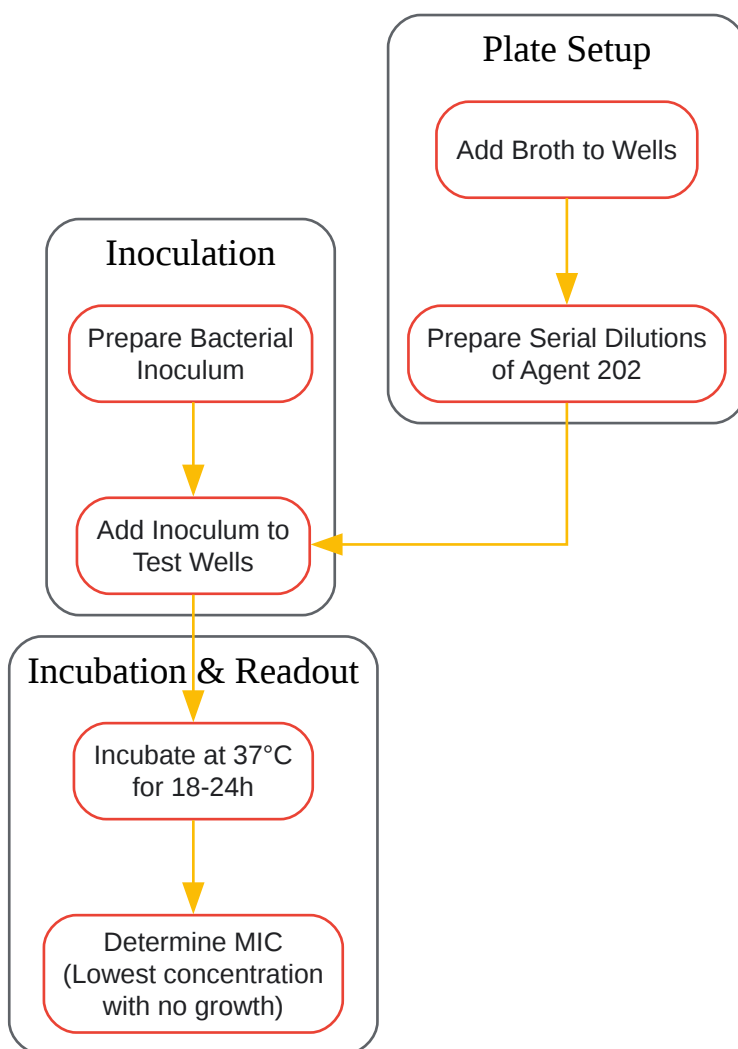 Plate Setup
Add Broth to Wells
Prepare Serial Dilutions
of Agent 202
Inoculation
Prepare Bacterial
Inoculum
Add Inoculum to
Test Wells
Incubation & Readout
Incubate at 37°C
for 18-24h
Determine MIC
(Lowest concentration
with no growth)